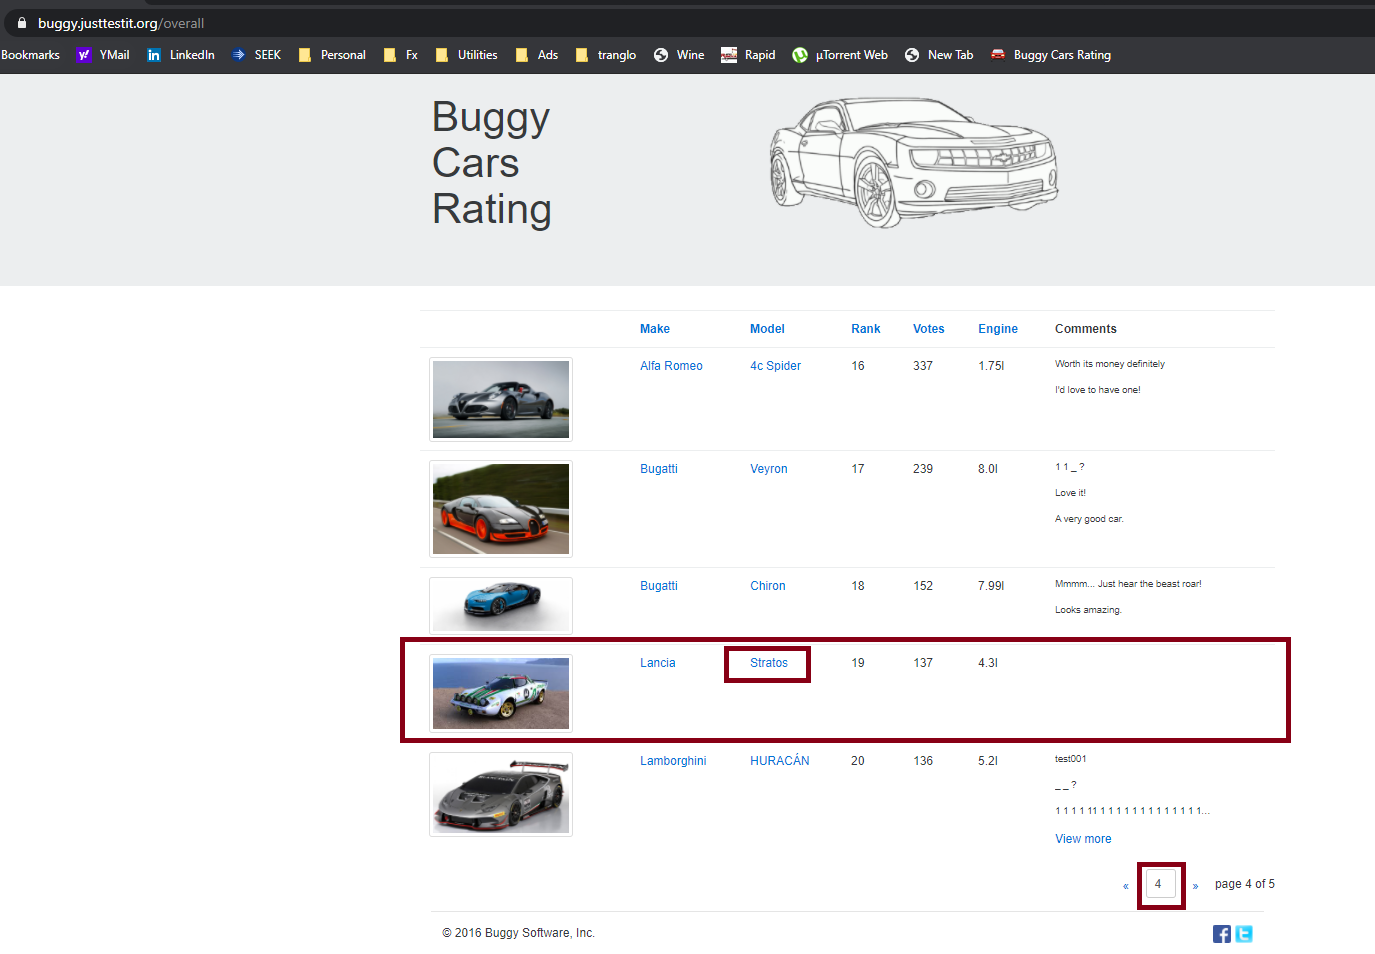 buggy.justtestit.org/overall
Bookmarks YMail LinkedIn SEEK Personal Fx Utilities Ads tranglo Wine Rapid µTorrent Web New Tab Buggy Cars Rating
Buggy
Cars
Rating
Make Model Rank Votes Engine Comments
Alfa Romeo 4c Spider 16 337 1.75l Worth its money definitely
I'd love to have one!
Bugatti Veyron 17 239 8.0l 1 1 _ ?
Love it!
A very good car.
Bugatti Chiron 18 152 7.99l Mmmm... Just hear the beast roar!
Looks amazing.
Lancia Stratos 19 137 4.3l
Lamborghini HURACÁN 20 136 5.2l test001
_ _ ?
1 1 1 1 11 1 1 1 1 1 1 1 1 1 1 1 1 1 1...
View more
« 4 » page 4 of 5
© 2016 Buggy Software, Inc.